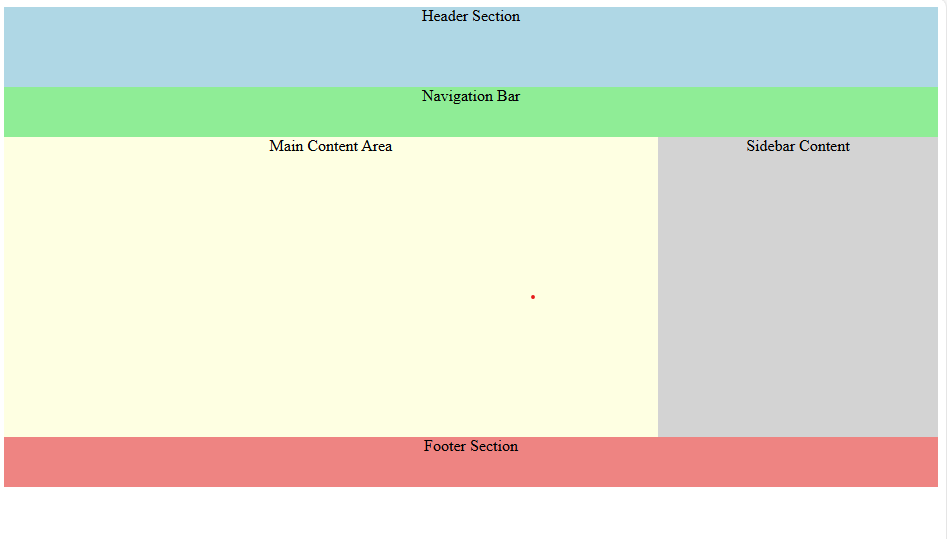 Header Section
Navigation Bar
Main Content Area
Sidebar Content
Footer Section